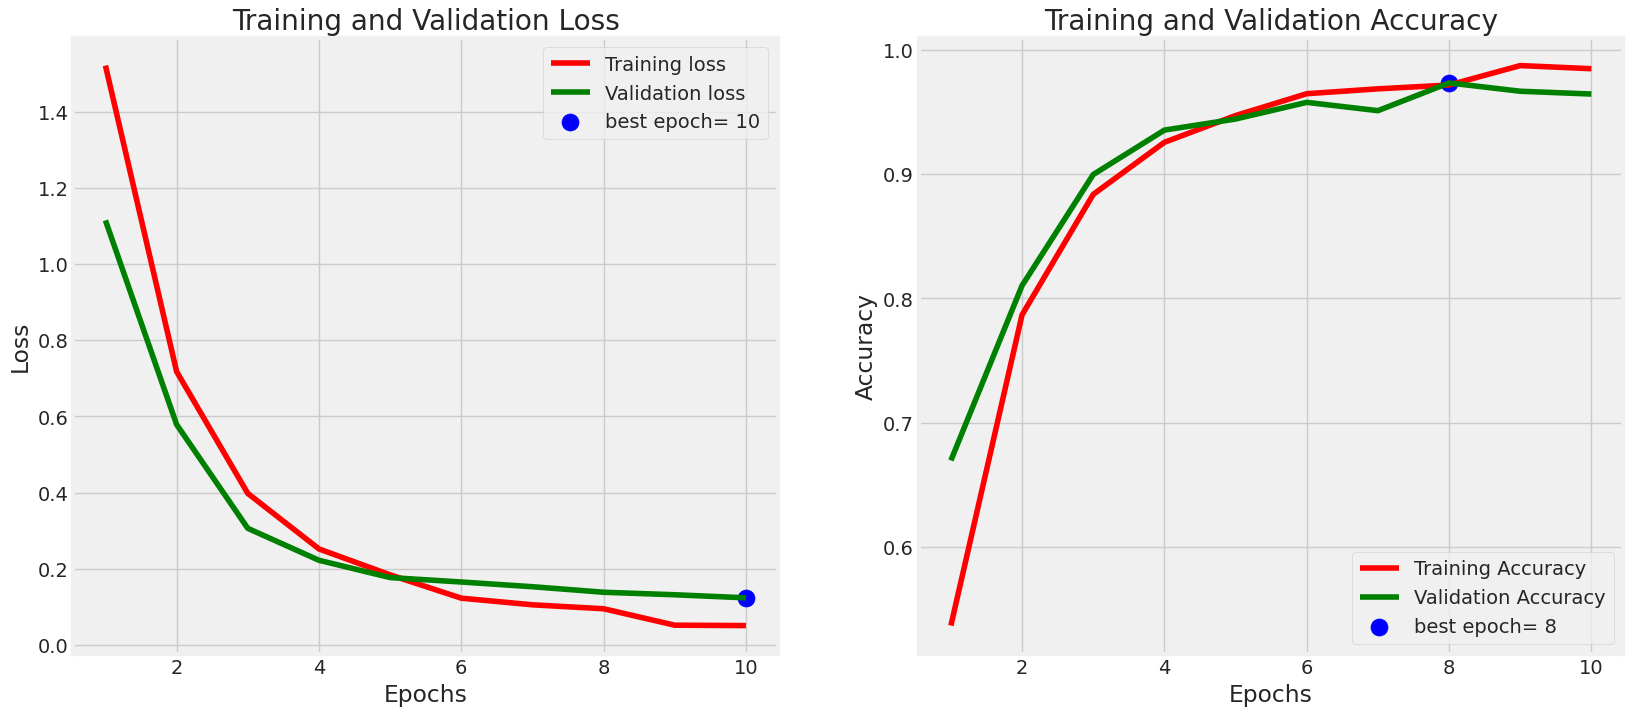 Training and Validation Loss
Training loss
Validation loss
best epoch= 10
Loss
1.4
1.2
1.0
0.8
0.6
0.4
0.2
0.0
2 4 6 8 10
Epochs
Training and Validation Accuracy
Accuracy
1.0
0.9
0.8
0.7
0.6
Training Accuracy
Validation Accuracy
best epoch= 8
2 4 6 8 10
Epochs